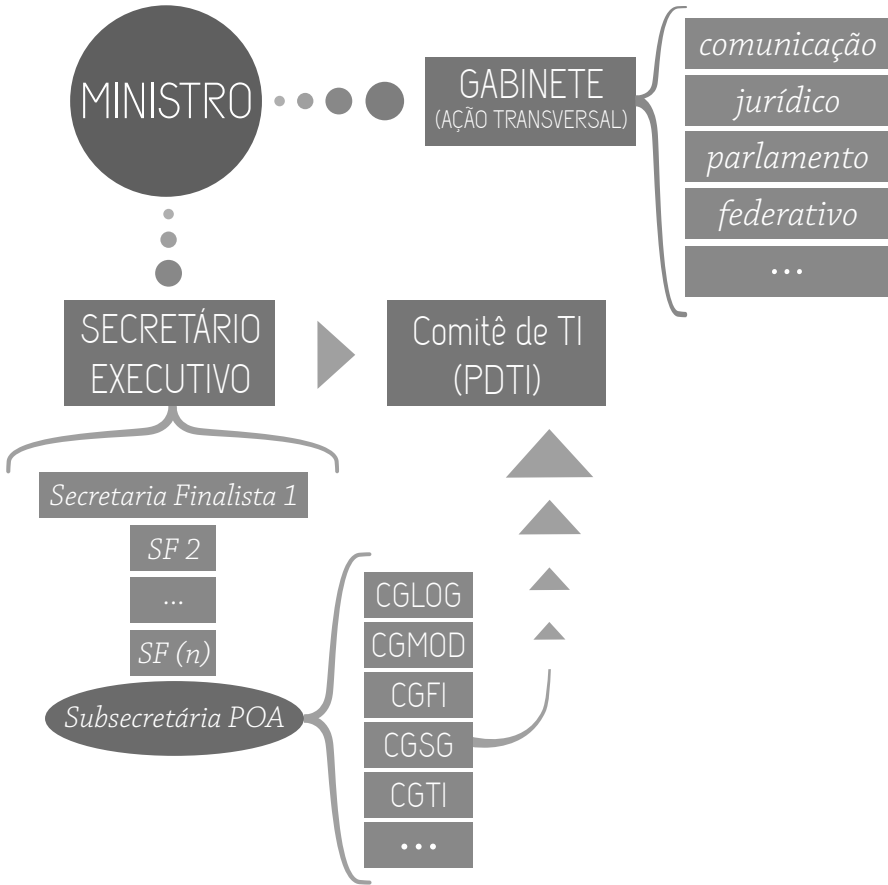 MINISTRO
GABINETE
(AÇÃO TRANSVERSAL)
comunicação
jurídico
parlamento
federativo
...
SECRETÁRIO
EXECUTIVO
Comitê de TI
(PDTI)
Secretaria Finalista 1
SF 2
...
SF (n)
Subsecretária POA
CGLOG
CGMOD
CGFI
CGSG
CGTI
...